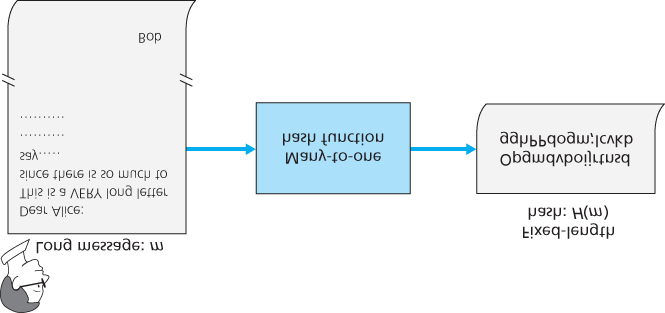 Long message: m
Dear Alice:
This is a VERY long letter
since there is so much to
say.....
..........
..........
Bob
Many-to-one
hash function
Fixed-length
hash: H(m)
Opgmdvboijrtnsd
gghPPdogm;lcvkb